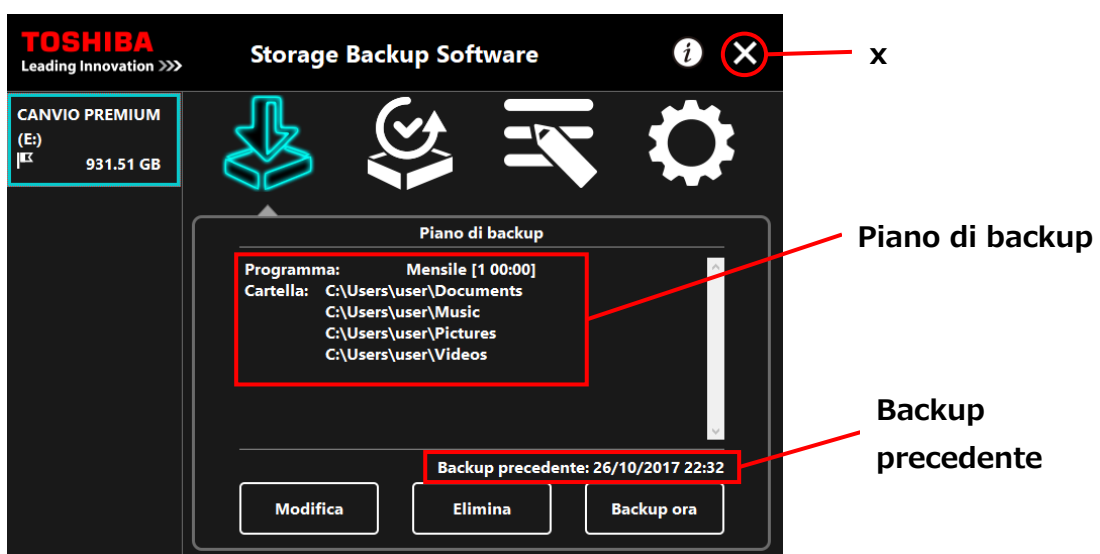 TOSHIBA
Leading Innovation >>>
Storage Backup Software
i
x
CANVIO PREMIUM
(E:)
931.51 GB
Piano di backup
Programma: Mensile [1 00:00]
Cartella: C:\Users\user\Documents
C:\Users\user\Music
C:\Users\user\Pictures
C:\Users\user\Videos
Piano di backup
Backup precedente: 26/10/2017 22:32
Backup
precedente
Modifica Elimina Backup ora